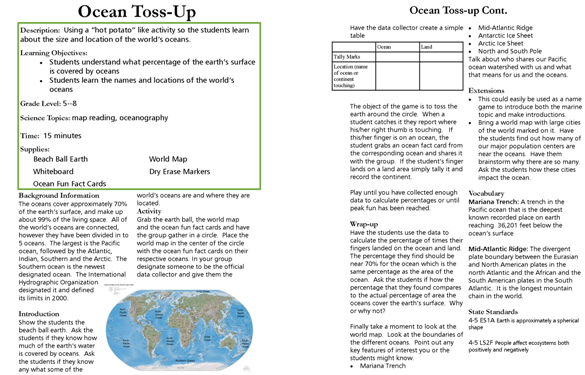 Ocean Toss-Up
Description: Using a "hot potato" like activity so the students learn
about the size and location of the world's oceans.
Learning Objectives:
• Students understand what percentage of the earth's surface
is covered by oceans
• Students learn the names and locations of the world's
oceans
Grade Level: 5--8
Science Topics: map reading, oceanography
Time: 15 minutes
Supplies:
Beach Ball Earth
World Map
Whiteboard
Dry Erase Markers
Ocean Fun Fact Cards
Background Information
The oceans cover approximately 70%
of the earth's surface, and make up
about 99% of the living space. All of
the world's oceans are connected,
however they have been divided in to
5 oceans. The largest is the Pacific
ocean, followed by the Atlantic,
Indian, Southern and the Arctic. The
Southern ocean is the newest
designated ocean. The International
Hydrographic Organization
designated it and defined
its limits in 2000.
Introduction
Show the students the
beach ball earth. Ask the
students if they know how
much of the earth's water
is covered by oceans. Ask
the students if they know
any what some of the
world's oceans are and where they are
located.
Activity
Grab the earth ball, the world map
and the ocean fun fact cards and have
the group gather in a circle. Place the
world map in the center of the circle
with the ocean fun fact cards on their
respective oceans. In your group
designate someone to be the official
data collector and give them the
Ocean Toss-up Cont.
Have the data collector create a simple
table
Ocean
Land
Tally Marks
Location (name
of ocean or
continent
touching)
The object of the game is to toss the
earth around the circle. When a
student catches it they report where
his/her right thumb is touching. If
this/her finger is on an ocean, the
student grabs an ocean fact card from
the corresponding ocean and shares it
with the group. If the student's finger
lands on a land area simply tally it and
record the continent.
Play until you have collected enough
data to calculate percentages or until
peak fun has been reached.
Wrap-up
Have the students use the data to
calculate the percentage of times their
fingers landed on the ocean and land.
The percentage they find should be
near 70% for the ocean which is the
same percentage as the area of the
ocean. Ask the students if how the
percentage that they found compares
to the actual percentage of area the
oceans cover the earth's surface. Why
or why not?
Finally take a moment to look at the
world map. Look at the boundaries of
the different oceans. Point out any
key features of interest you or the
students might know.
• Mariana Trench
• Mid-Atlantic Ridge
• Antarctic Ice Sheet
• Arctic Ice Sheet
• North and South Pole
Talk about who shares our Pacific
ocean watershed with us and what
that means for us and the oceans.
Extensions
• This could easily be used as a name
game to introduce both the marine
topic and make introductions.
• Bring a world map with large cities
of the world marked on it. Have
the students find out how many of
our major population centers are
near the oceans. Have them
brainstorm why there are so many.
Ask the students how these cities
impact the ocean.
Vocabulary
Mariana Trench: A trench in the
Pacific ocean that is the deepest
known recorded place on earth
reaching 36,201 feet below the
ocean's surface
Mid-Atlantic Ridge: The divergent
plate boundary between the Eurasian
and North American plates in the
north Atlantic and the African and the
South American plates in the South
Atlantic. It is the longest mountain
chain in the world.
State Standards
4-5 ES1A Earth is approximately a spherical
shape
4-5 LS2F People affect ecosystems both
positively and negatively